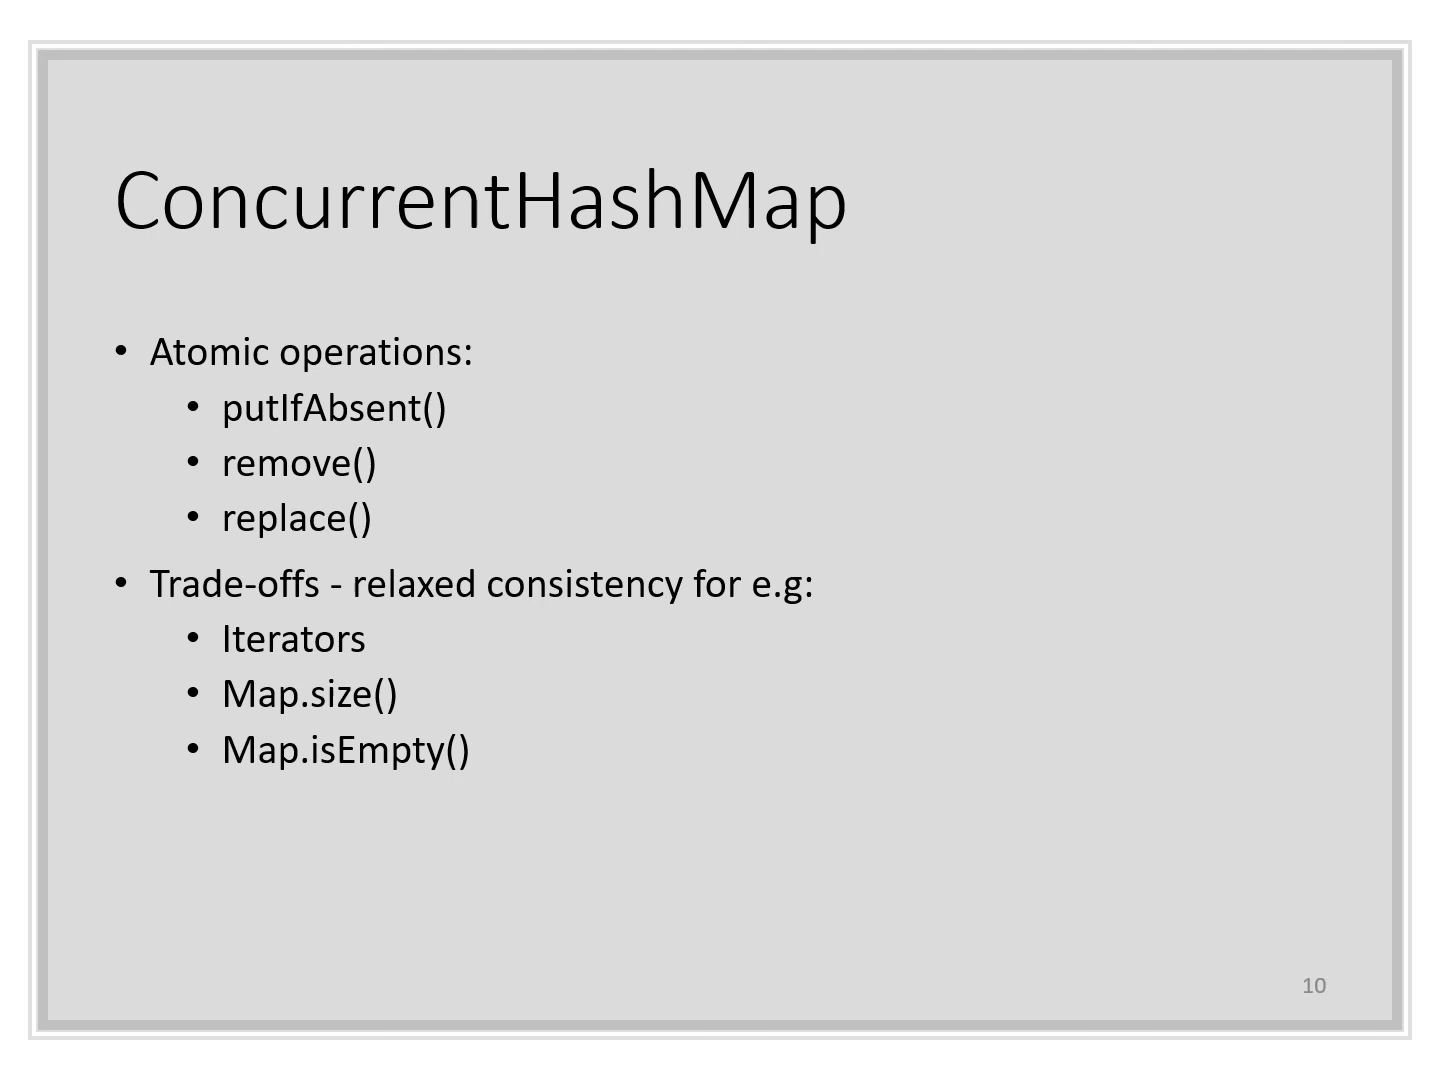 ConcurrentHashMap
• Atomic operations:
• putIfAbsent()
• remove()
• replace()
• Trade-offs - relaxed consistency for e.g:
• Iterators
• Map.size()
• Map.isEmpty()
10